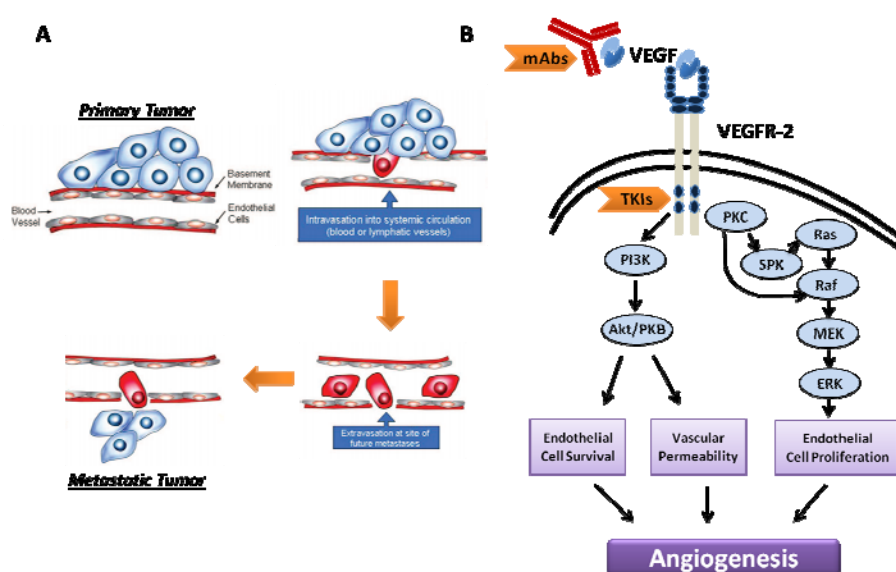 A
Primary Tumor
Basement
Membrane
Blood
Vessel
Endothelial
Cells
Intravasation into systemic circulation
(blood or lymphatic vessels)
Extravasation at site of
future metastases
Metastatic Tumor
B
mAbs
VEGF
VEGFR-2
TKIs
PKC
Ras
SPK
PI3K
Raf
Akt/PKB
MEK
ERK
Endothelial
Cell Survival
Vascular
Permeability
Endothelial
Cell Proliferation
Angiogenesis